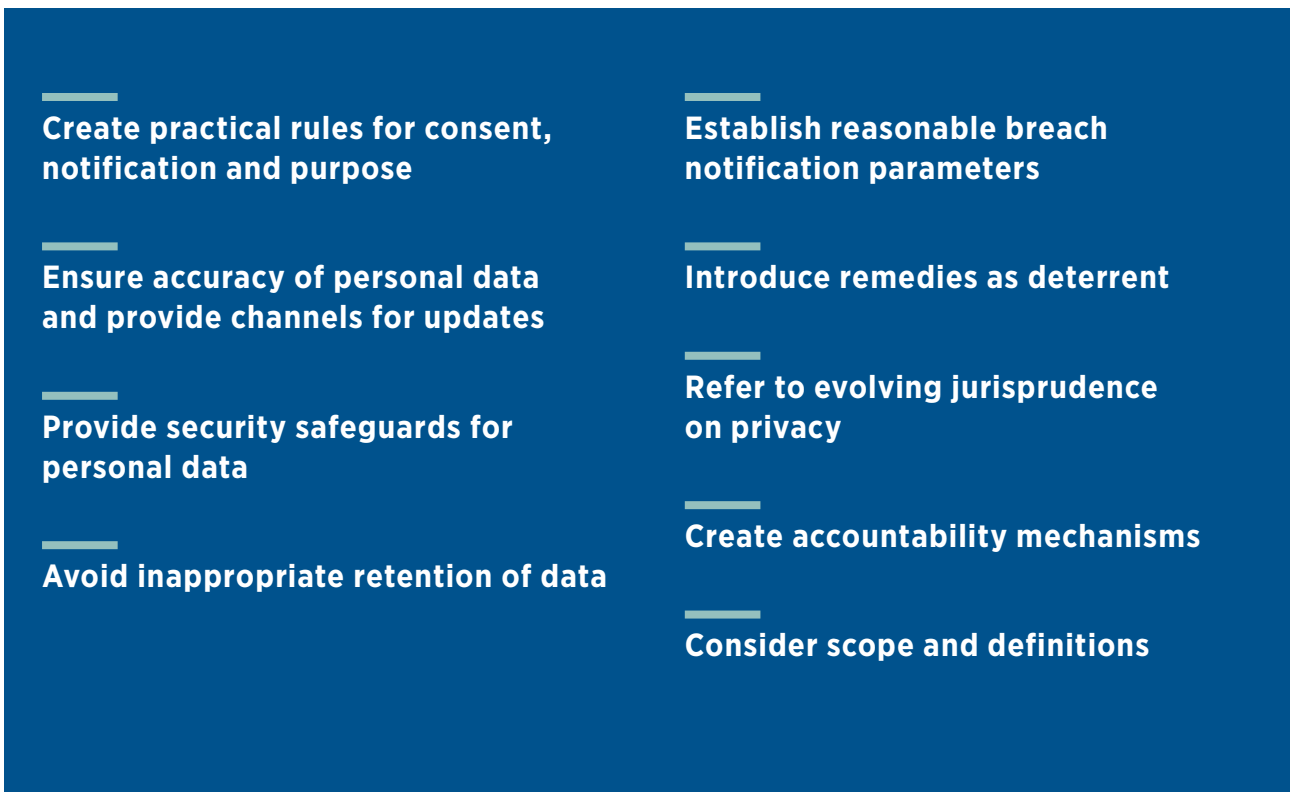 Create practical rules for consent,
notification and purpose
Ensure accuracy of personal data
and provide channels for updates
Provide security safeguards for
personal data
Avoid inappropriate retention of data
Establish reasonable breach
notification parameters
Introduce remedies as deterrent
Refer to evolving jurisprudence
on privacy
Create accountability mechanisms
Consider scope and definitions